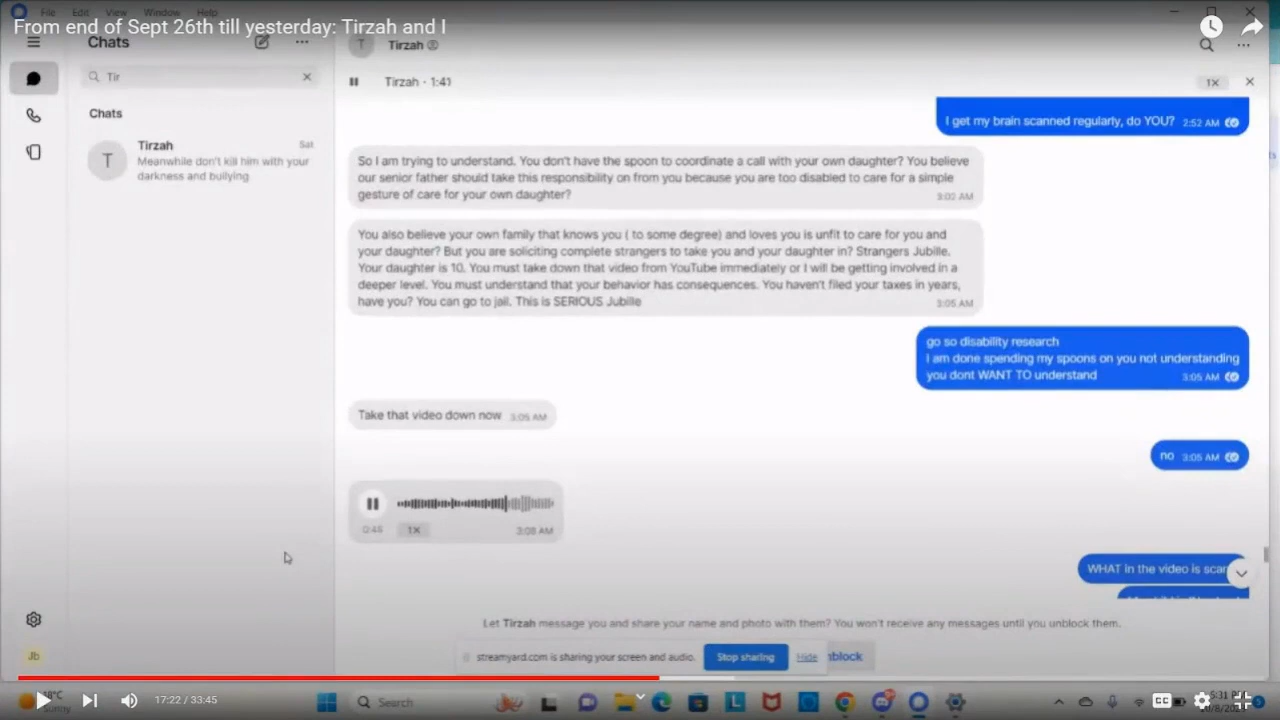 File Edit View Window Help
From end of Sept 26th till yesterday: Tirzah and I
Chats
T
Tirzah
Tir
Tirzah · 1:41
1X
Chats
I get my brain scanned regularly, do YOU? 2:52 AM
T
Tirzah
Sat
Meanwhile don't kill him with your
darkness and bullying
So I am trying to understand. You don't have the spoon to coordinate a call with your own daughter? You believe
our senior father should take this responsibility on from you because you are too disabled to care for a simple
gesture of care for your own daughter?
3:02 AM
You also believe your own family that knows you ( to some degree) and loves you is unfit to care for you and
your daughter? But you are soliciting complete strangers to take you and your daughter in? Strangers Jubille.
Your daughter is 10. You must take down that video from YouTube immediately or I will be getting involved in a
deeper level. You must understand that your behavior has consequences. You haven't filed your taxes in years,
have you? You can go to jail. This is SERIOUS Jubille
3:05 AM
go so disability research
I am done spending my spoons on you not understanding
you dont WANT TO understand
3:05 AM
Take that video down now 3:05 AM
no 3:05 AM
0:48
1X
3:08 AM
WHAT in the video is scar
Let Tirzah message you and share your name and photo with them? You won't receive any messages until you unblock them.
Jb
streamyard.com is sharing your screen and audio.
Stop sharing
Hide
nblock
17:22 / 33:45
Sunny
Search
CC